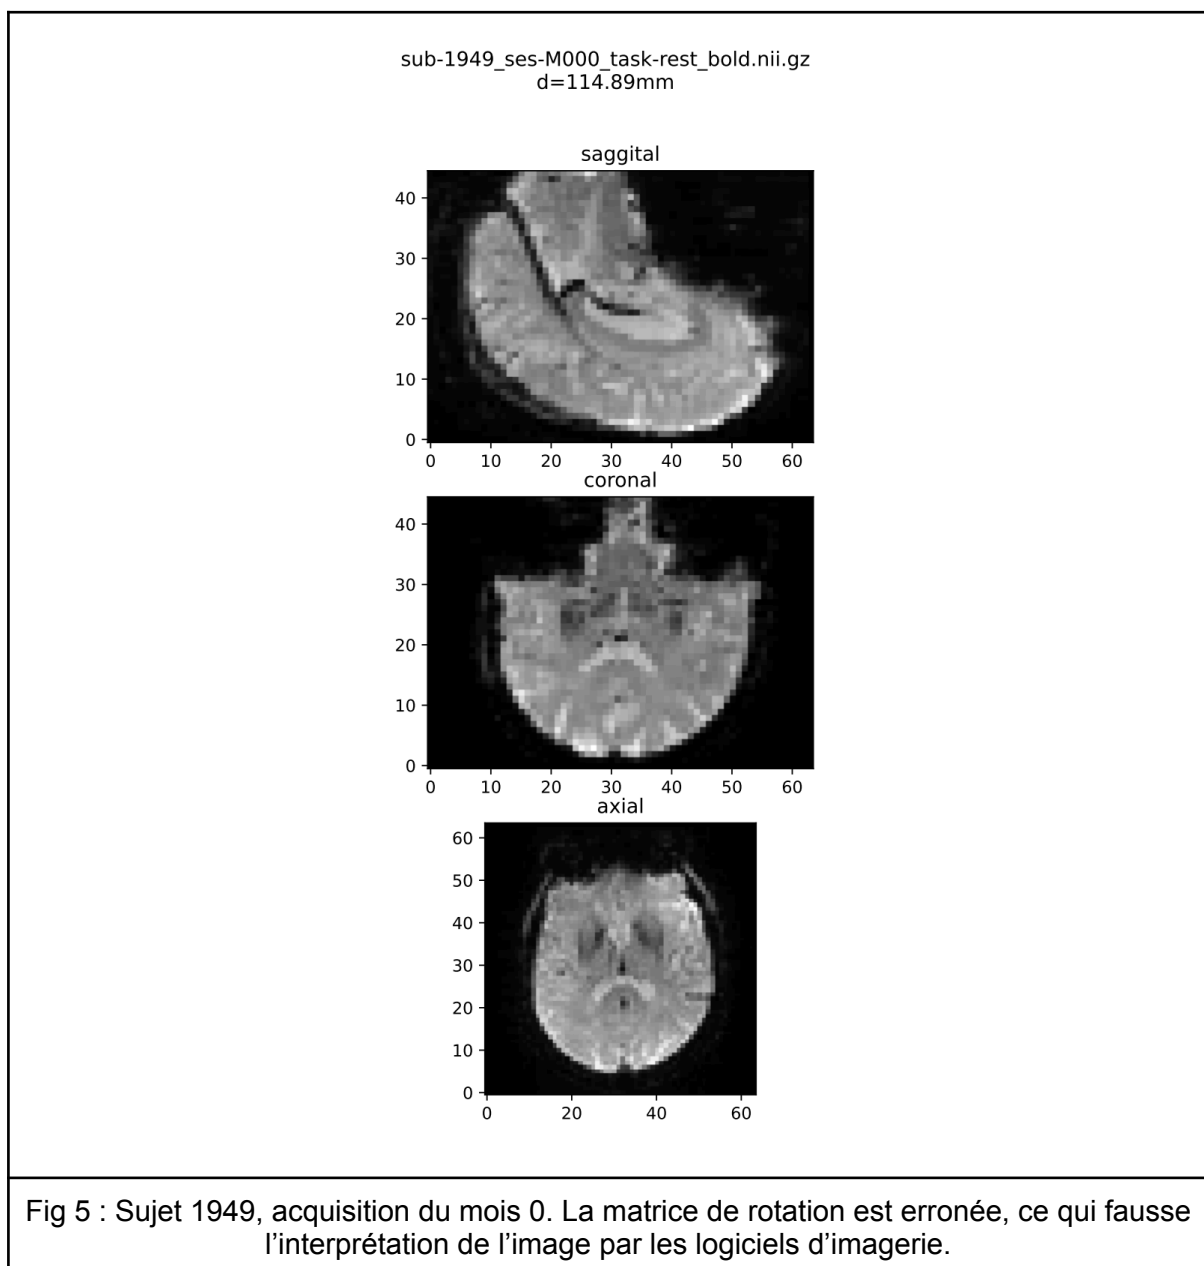 sub-1949_ses-M000_task-rest_bold.nii.gz
d=114.89mm
saggital
40
30
20
10
0
0 10 20 30 40 50 60
coronal
40
30
20
10
0
0 10 20 30 40 50 60
axial
60
50
40
30
20
10
0
0 20 40 60
Fig 5 : Sujet 1949, acquisition du mois 0. La matrice de rotation est erronée, ce qui fausse
l’interprétation de l’image par les logiciels d’imagerie.